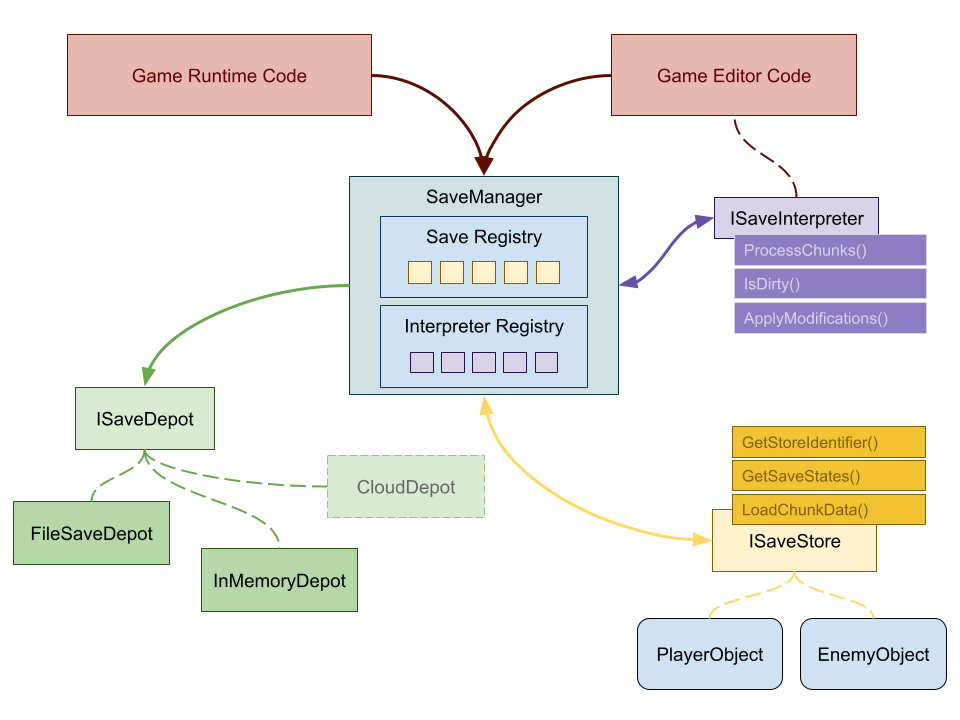 Game Runtime Code
Game Editor Code
SaveManager
Save Registry
Interpreter Registry
ISaveInterpreter
ProcessChunks()
IsDirty()
ApplyModifications()
ISaveDepot
CloudDepot
FileSaveDepot
InMemoryDepot
GetStoreIdentifier()
GetSaveStates()
LoadChunkData()
ISaveStore
PlayerObject
EnemyObject